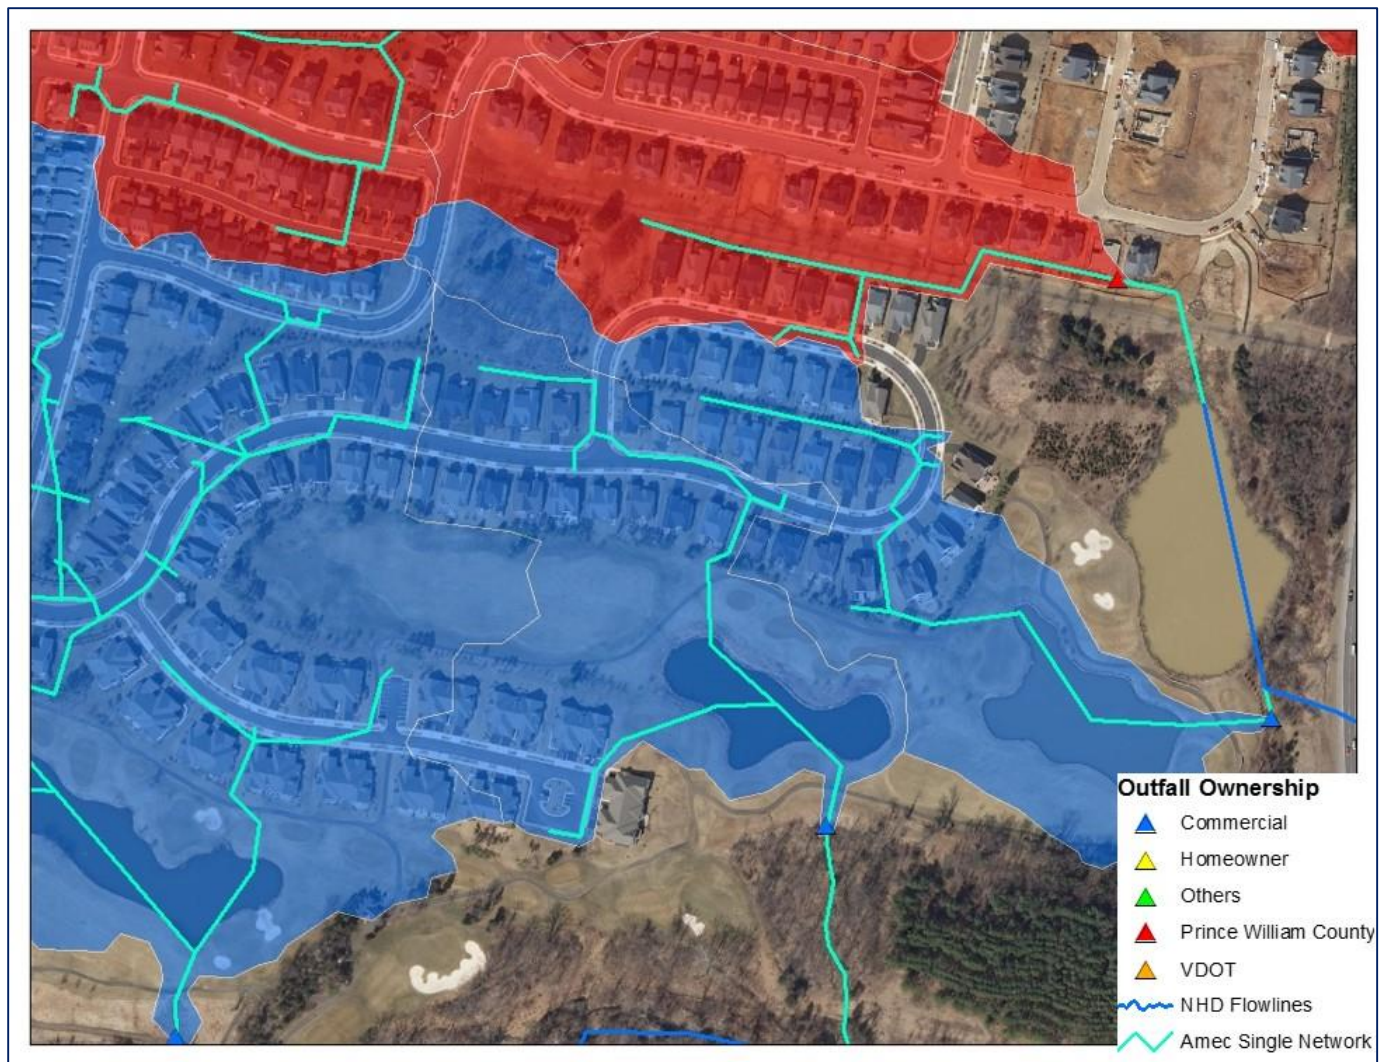 Outfall Ownership
Commercial
Homeowner
Others
Prince William County
VDOT
NHD Flowlines
Amec Single Network